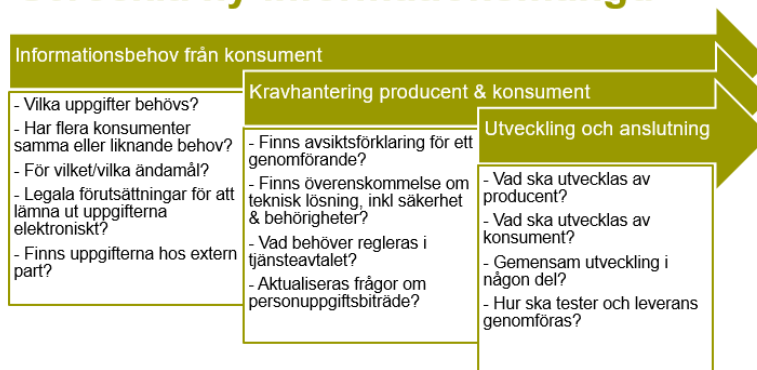 Informationsbehov från konsument
- Vilka uppgifter behövs?
- Har flera konsumenter
samma eller liknande behov?
- För vilket/vilka ändamål?
- Legala förutsättningar för att
lämna ut uppgifterna
elektroniskt?
- Finns uppgifterna hos extern
part?
Kravhantering producent & konsument
- Finns avsiktsförklaring för ett
genomförande?
- Finns överenskommelse om
teknisk lösning, inkl säkerhet
& behörigheter?
- Vad behöver regleras i
tjänsteavtalet?
- Aktualiseras frågor om
personuppgiftsbiträde?
Utveckling och anslutning
- Vad ska utvecklas av
producent?
- Vad ska utvecklas av
konsument?
- Gemensam utveckling i
någon del?
- Hur ska tester och leverans
genomföras?